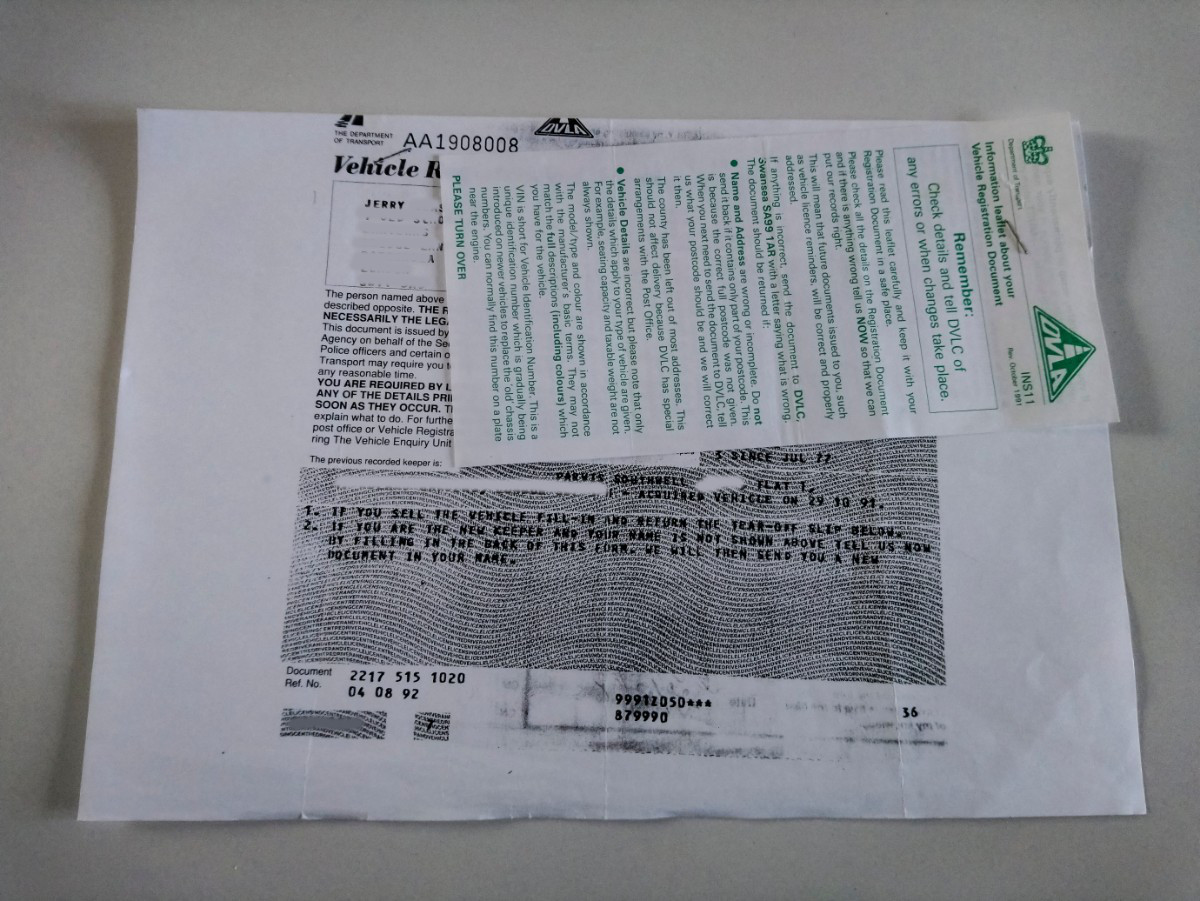 THE DEPARTMENT
OF TRANSPORT
AA1908008
DVLA
Vehicle R
JERRY
A
The person named above
described opposite. THE R
NECESSARILY THE LEG
This document is issued by
Agency on behalf of the Sec
Police officers and certain o
Transport may require you t
any reasonable time.
YOU ARE REQUIRED BY L
ANY OF THE DETAILS PRI
SOON AS THEY OCCUR. T
explain what to do. For furthe
post office or Vehicle Registra
ring The Vehicle Enquiry Unit
The previous recorded keeper is:
S SINCE JUL 77
PARVIS SOUTHWELL FLAT 1,
ACQUIRED VEHICLE ON 29 10 91.
1. IF YOU SELL THE VEHICLE FILL-IN AND RETURN THE TEAR-OFF SLIP BELOW.
2. IF YOU ARE THE NEW KEEPER AND YOUR NAME IS NOT SHOWN ABOVE TELL US NOW
BY FILLING IN THE BACK OF THIS FORM. WE WILL THEN SEND YOU A NEW
DOCUMENT IN YOUR NAME.
Document
Ref. No.
2217 515 1020
04 08 92
7
9991Z050***
879990
36
Department of Transport
Information leaflet about your
Vehicle Registration Document
DVLA
INS11
Rev. October 1991
Remember:
Check details and tell DVLC of
any errors or when changes take place.
Please read this leaflet carefully and keep it with your
Registration Document in a safe place.
Please check all the details on the Registration Document
and if there is anything wrong tell us NOW so that we can
put our records right.
This will mean that future documents issued to you, such
as vehicle licence reminders, will be correct and properly
addressed.
If anything is incorrect, send the document to DVLC,
Swansea SA99 1AR with a letter saying what is wrong.
The document should be returned if:
● Name and Address are wrong or incomplete. Do not
send it back if it contains only part of your postcode. This
is because the correct full postcode was not given.
When you next need to send the document to DVLC, tell
us what your postcode should be and we will correct
it then.
The county has been left out of most addresses. This
should not affect delivery because DVLC has special
arrangements with the Post Office.
● Vehicle Details are incorrect but please note that only
the details which apply to your type of vehicle are given.
For example, seating capacity and taxable weight are not
always shown.
The model/type and colour are shown in accordance
with the manufacturer's basic terms. They may not
match the full descriptions (including colours) which
you have for the vehicle.
VIN is short for Vehicle Identification Number. This is a
unique identification number which is gradually being
introduced on newer vehicles to replace the 'old' chassis
numbers. You can normally find this number on a plate
near the engine.
PLEASE TURN OVER